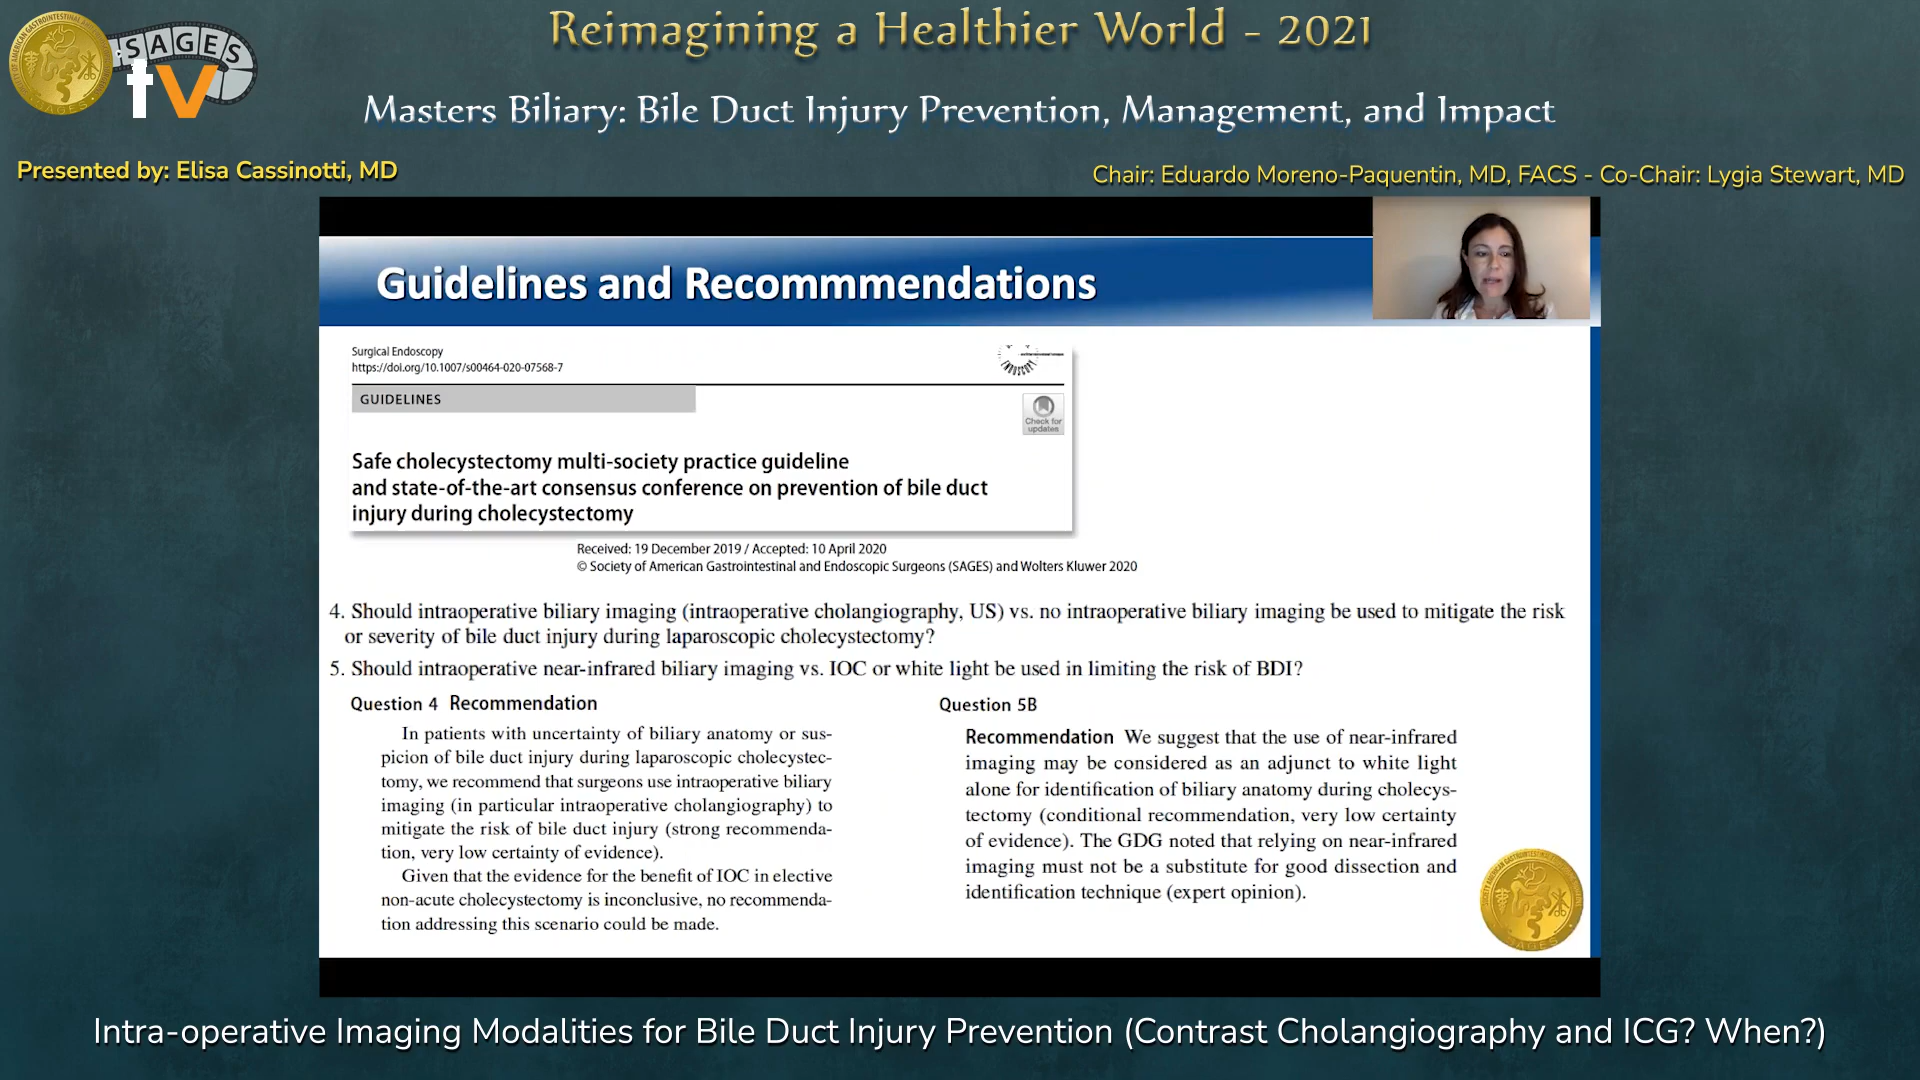 SAGES
tv
Reimagining a Healthier World - 2021
Masters Biliary: Bile Duct Injury Prevention, Management, and Impact
Presented by: Elisa Cassinotti, MD
Chair: Eduardo Moreno-Paquentin, MD, FACS - Co-Chair: Lygia Stewart, MD
Guidelines and Recommmendations
Surgical Endoscopy
https://doi.org/10.1007/s00464-020-07568-7
ENDOSCOPY
GUIDELINES
Check for
updates
Safe cholecystectomy multi-society practice guideline
and state-of-the-art consensus conference on prevention of bile duct
injury during cholecystectomy
Received: 19 December 2019 / Accepted: 10 April 2020
© Society of American Gastrointestinal and Endoscopic Surgeons (SAGES) and Wolters Kluwer 2020
4. Should intraoperative biliary imaging (intraoperative cholangiography, US) vs. no intraoperative biliary imaging be used to mitigate the risk
or severity of bile duct injury during laparoscopic cholecystectomy?
5. Should intraoperative near-infrared biliary imaging vs. IOC or white light be used in limiting the risk of BDI?
Question 4 Recommendation
In patients with uncertainty of biliary anatomy or sus-
picion of bile duct injury during laparoscopic cholecystec-
tomy, we recommend that surgeons use intraoperative biliary
imaging (in particular intraoperative cholangiography) to
mitigate the risk of bile duct injury (strong recommenda-
tion, very low certainty of evidence).
Given that the evidence for the benefit of IOC in elective
non-acute cholecystectomy is inconclusive, no recommenda-
tion addressing this scenario could be made.
Question 5B
Recommendation We suggest that the use of near-infrared
imaging may be considered as an adjunct to white light
alone for identification of biliary anatomy during cholecys-
tectomy (conditional recommendation, very low certainty
of evidence). The GDG noted that relying on near-infrared
imaging must not be a substitute for good dissection and
identification technique (expert opinion).
SAGES
Intra-operative Imaging Modalities for Bile Duct Injury Prevention (Contrast Cholangiography and ICG? When?)